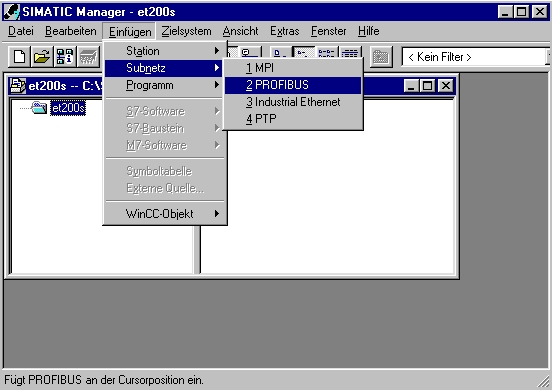 SIMATIC Manager - et200s
Datei Bearbeiten Einfügen Zielsystem Ansicht Extras Fenster Hilfe
< Kein Filter >
Station
Subnetz
Programm
S7-Software
S7-Baustein
M7-Software
Symboltabelle
Externe Quelle...
WinCC-Objekt
1 MPI
2 PROFIBUS
3 Industrial Ethernet
4 PTP
et200s -- C:\
et200s
Fügt PROFIBUS an der Cursorposition ein.